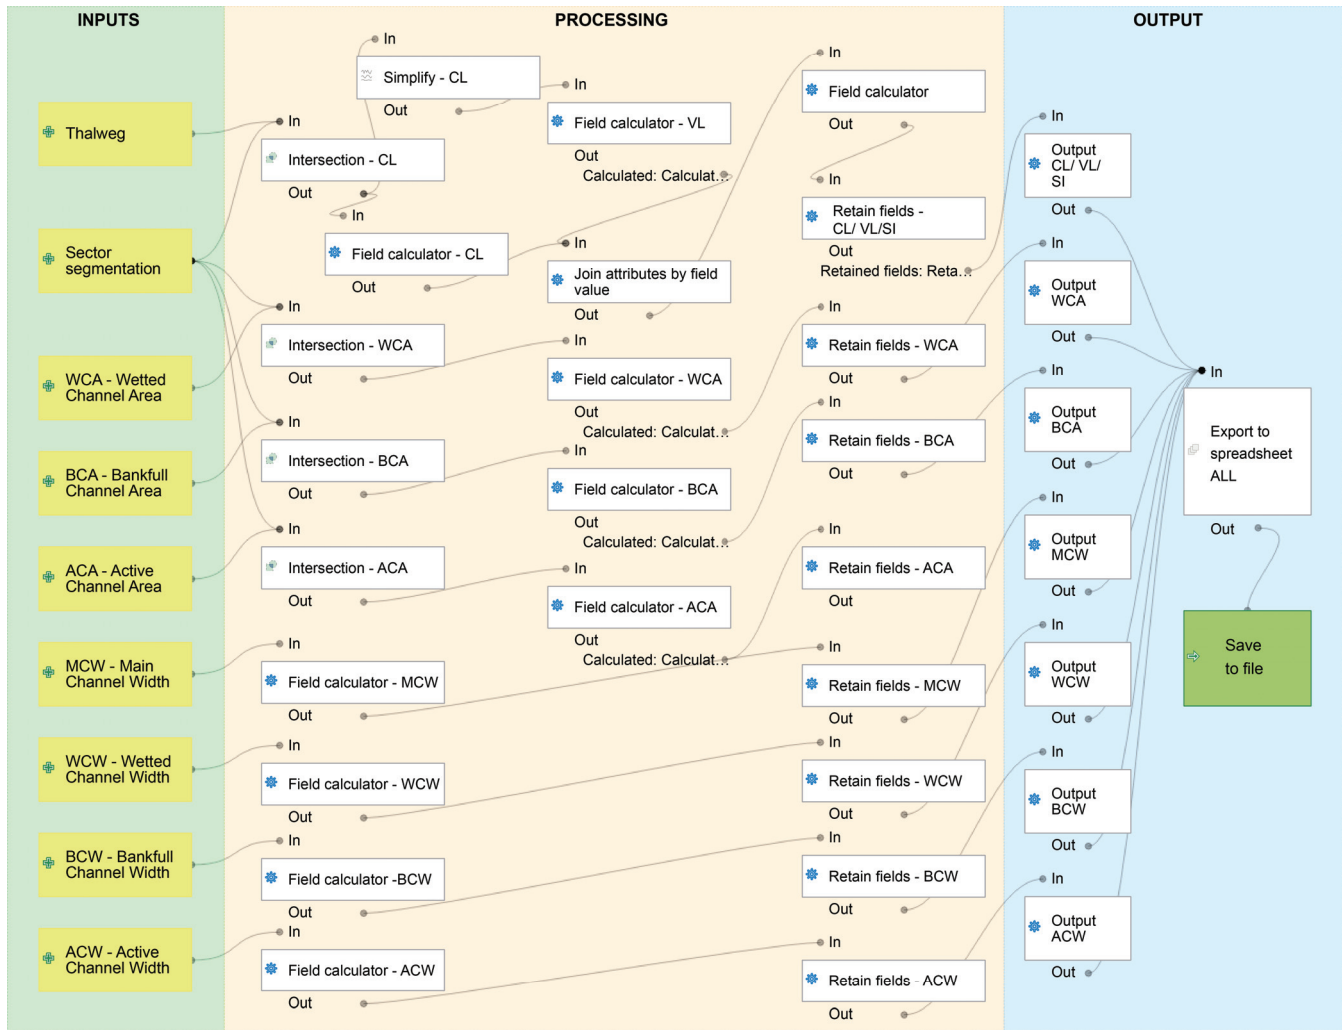 INPUTS
PROCESSING
OUTPUT
Thalweg
Sector
segmentation
WCA - Wetted
Channel Area
BCA - Bankfull
Channel Area
ACA - Active
Channel Area
MCW - Main
Channel Width
WCW - Wetted
Channel Width
BCW - Bankfull
Channel Width
ACW - Active
Channel Width
In
Simplify - CL
Out
In
Intersection - CL
Out
In
Field calculator - CL
Out
In
Intersection - WCA
Out
In
Intersection - BCA
Out
In
Intersection - ACA
Out
In
Field calculator - MCW
Out
In
Field calculator - WCW
Out
In
Field calculator -BCW
Out
In
Field calculator - ACW
Out
In
Field calculator - VL
Out
Calculated: Calculat...
In
Join attributes by field
value
Out
In
Field calculator - WCA
Out
Calculated: Calculat...
In
Field calculator - BCA
Out
Calculated: Calculat...
In
Field calculator - ACA
Out
Calculated: Calculat...
In
Field calculator
Out
In
Retain fields -
CL/ VL/SI
Out
Retained fields: Reta...
In
Retain fields - WCA
Out
In
Retain fields - BCA
Out
In
Retain fields - ACA
Out
In
Retain fields - MCW
Out
In
Retain fields - WCW
Out
In
Retain fields - BCW
Out
In
Retain fields - ACW
Out
In
Output
CL/ VL/
SI
Out
In
Output
WCA
Out
In
Output
BCA
Out
In
Output
MCW
Out
In
Output
WCW
Out
In
Output
BCW
Out
In
Output
ACW
Out
In
Export to
spreadsheet
ALL
Out
Save
to file